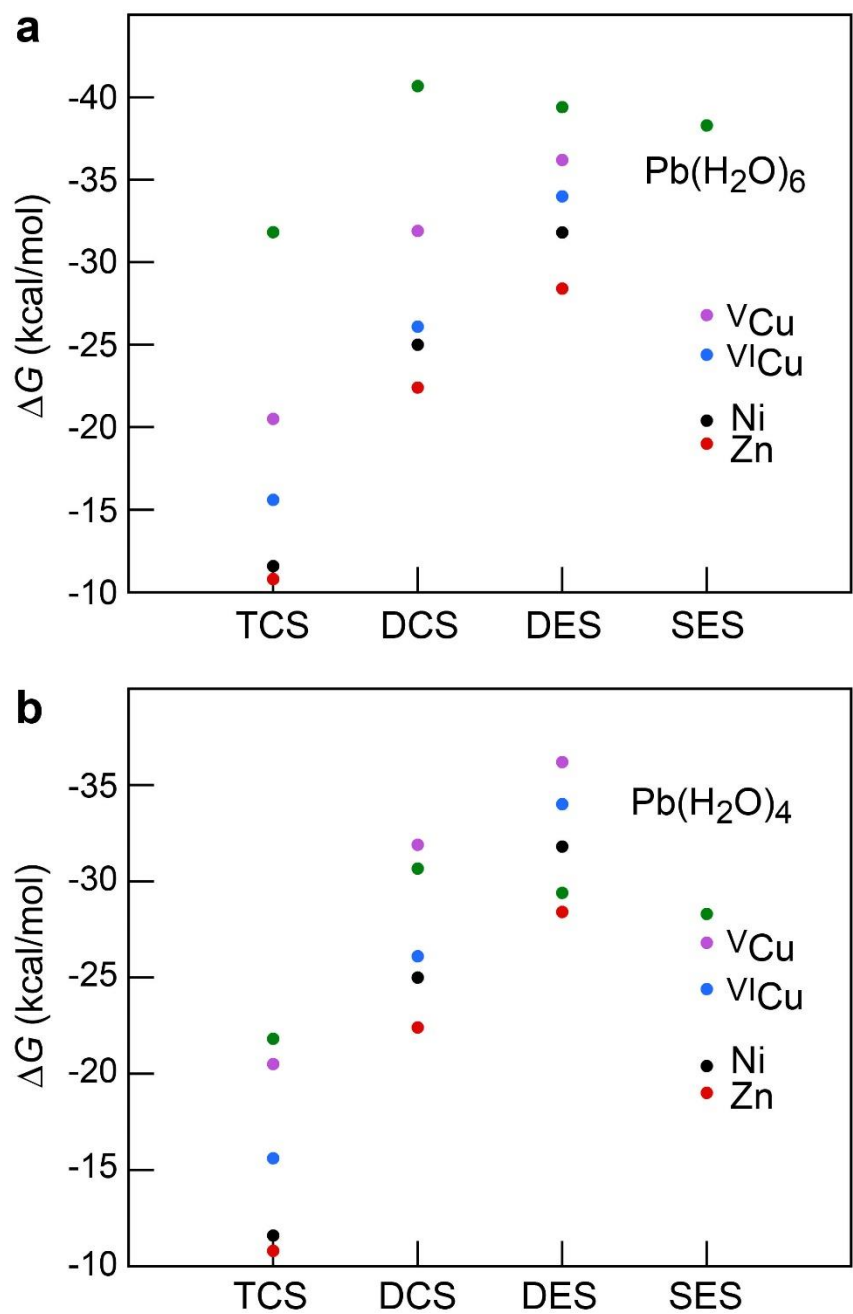 a
-40
-35
-30
-25
-20
-15
-10
ΔG (kcal/mol)
Pb(H₂O)₆
ⱽCu
ⱽᴵCu
Ni
Zn
TCS DCS DES SES
b
-35
-30
-25
-20
-15
-10
ΔG (kcal/mol)
Pb(H₂O)₄
ⱽCu
ⱽᴵCu
Ni
Zn
TCS DCS DES SES